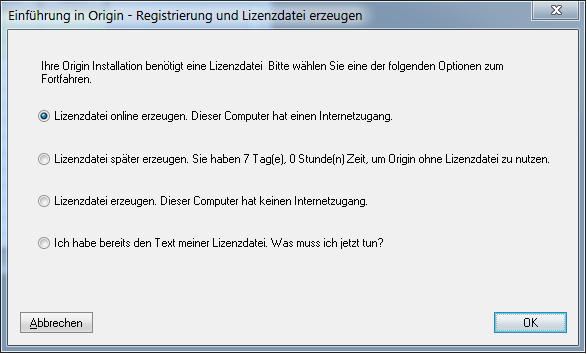 Einführung in Origin - Registrierung und Lizenzdatei erzeugen
Ihre Origin Installation benötigt eine Lizenzdatei  Bitte wählen Sie eine der folgenden Optionen zum
Fortfahren.
Lizenzdatei online erzeugen. Dieser Computer hat einen Internetzugang.
Lizenzdatei später erzeugen. Sie haben 7 Tag(e), 0 Stunde(n) Zeit, um Origin ohne Lizenzdatei zu nutzen.
Lizenzdatei erzeugen. Dieser Computer hat keinen Internetzugang.
Ich habe bereits den Text meiner Lizenzdatei. Was muss ich jetzt tun?
Abbrechen
OK